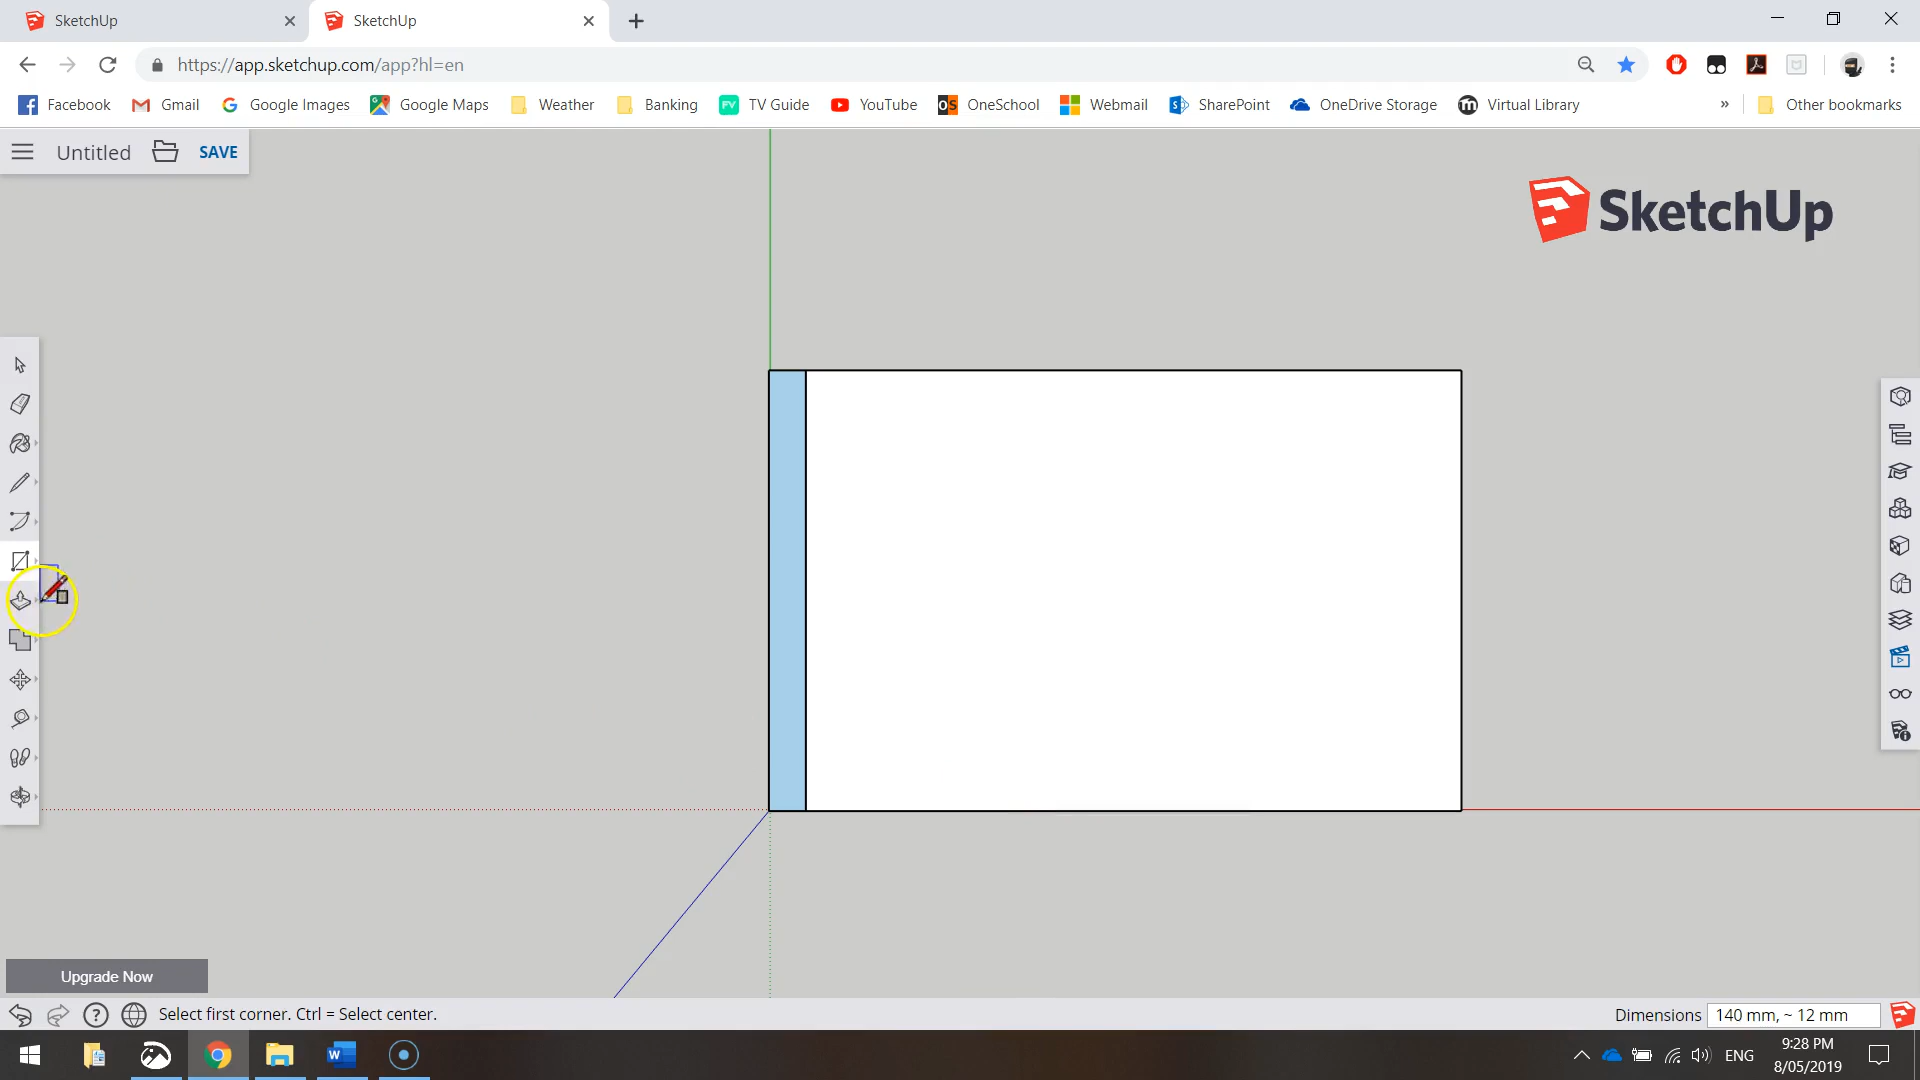 SketchUp
SketchUp
https://app.sketchup.com/app?hl=en
Facebook
Gmail
Google Images
Google Maps
Weather
Banking
TV Guide
YouTube
OneSchool
Webmail
SharePoint
OneDrive Storage
Virtual Library
»
Other bookmarks
Untitled
SAVE
SketchUp
Upgrade Now
Select first corner. Ctrl = Select center.
Dimensions
140 mm, ~ 12 mm
ENG
9:28 PM
8/05/2019